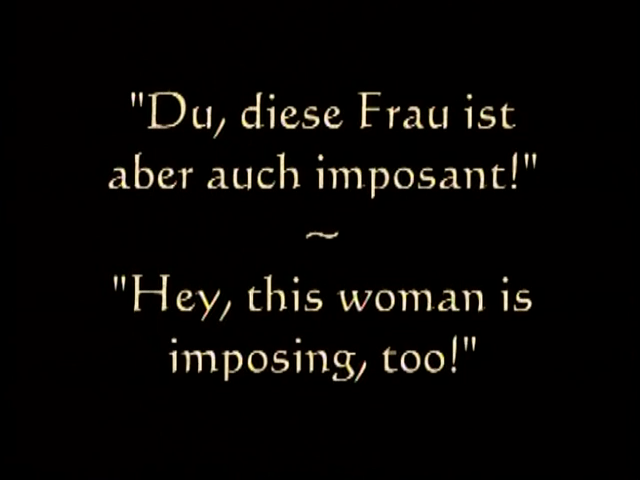 "Du, diese Frau ist
aber auch imposant!"
~
"Hey, this woman is
imposing, too!"